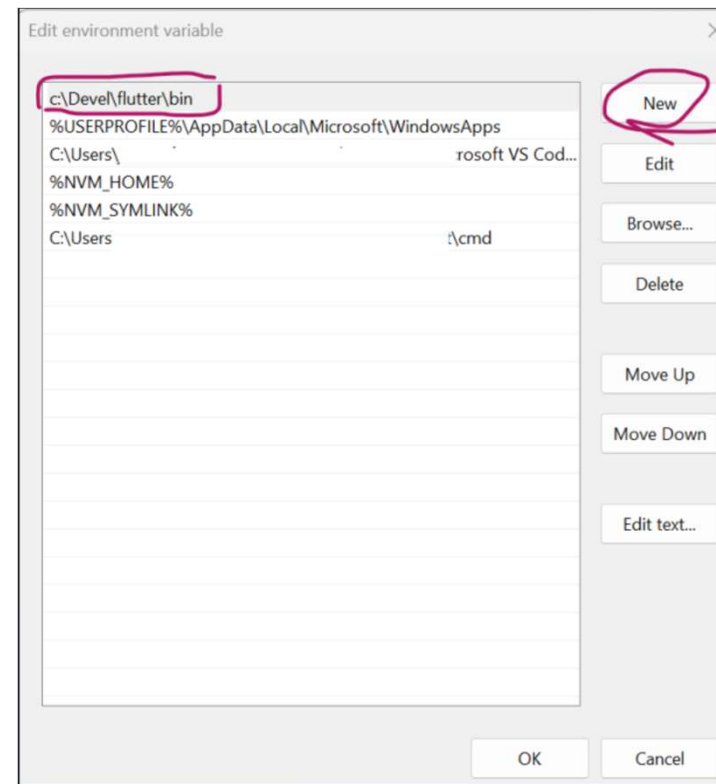 Edit environment variable
c:\Devel\flutter\bin
%USERPROFILE%\AppData\Local\Microsoft\WindowsApps
C:\Users\ rosoft VS Cod...
%NVM_HOME%
%NVM_SYMLINK%
C:\Users t\cmd
New
Edit
Browse...
Delete
Move Up
Move Down
Edit text...
OK
Cancel